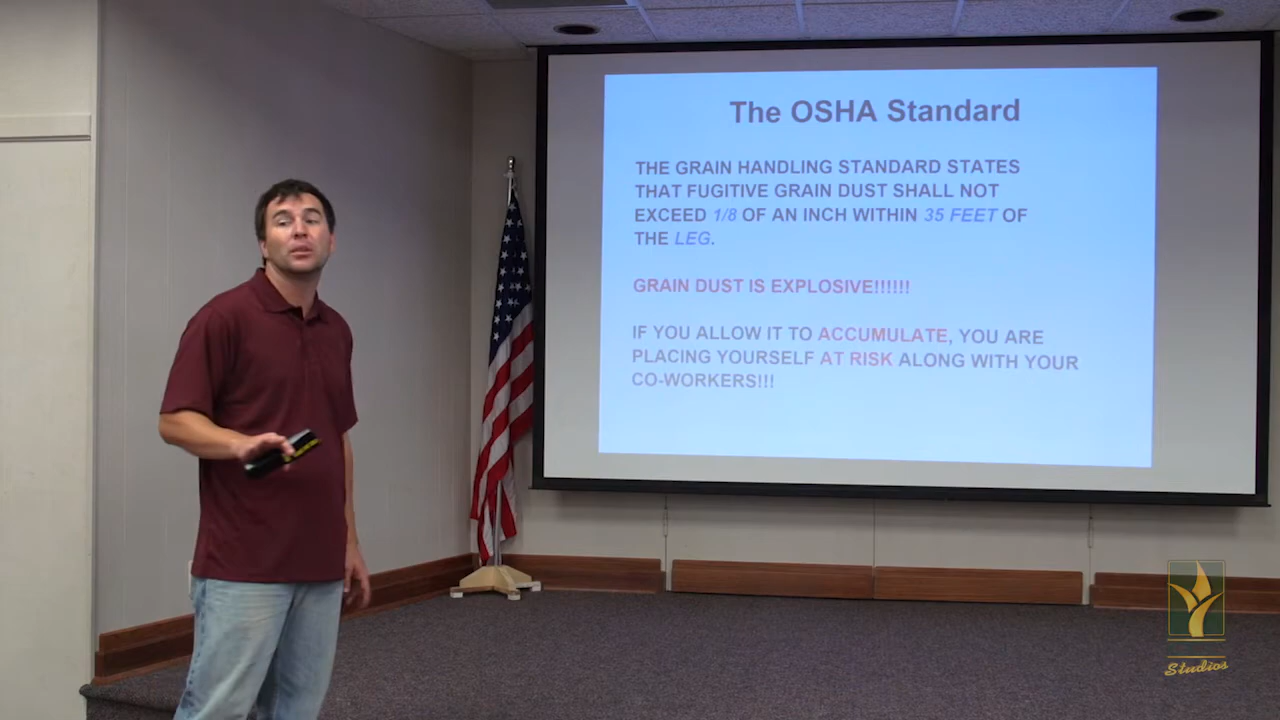 The OSHA Standard
THE GRAIN HANDLING STANDARD STATES
THAT FUGITIVE GRAIN DUST SHALL NOT
EXCEED 1/8 OF AN INCH WITHIN 35 FEET OF
THE LEG.
GRAIN DUST IS EXPLOSIVE!!!!!!
IF YOU ALLOW IT TO ACCUMULATE, YOU ARE
PLACING YOURSELF AT RISK ALONG WITH YOUR
CO-WORKERS!!!
Studios